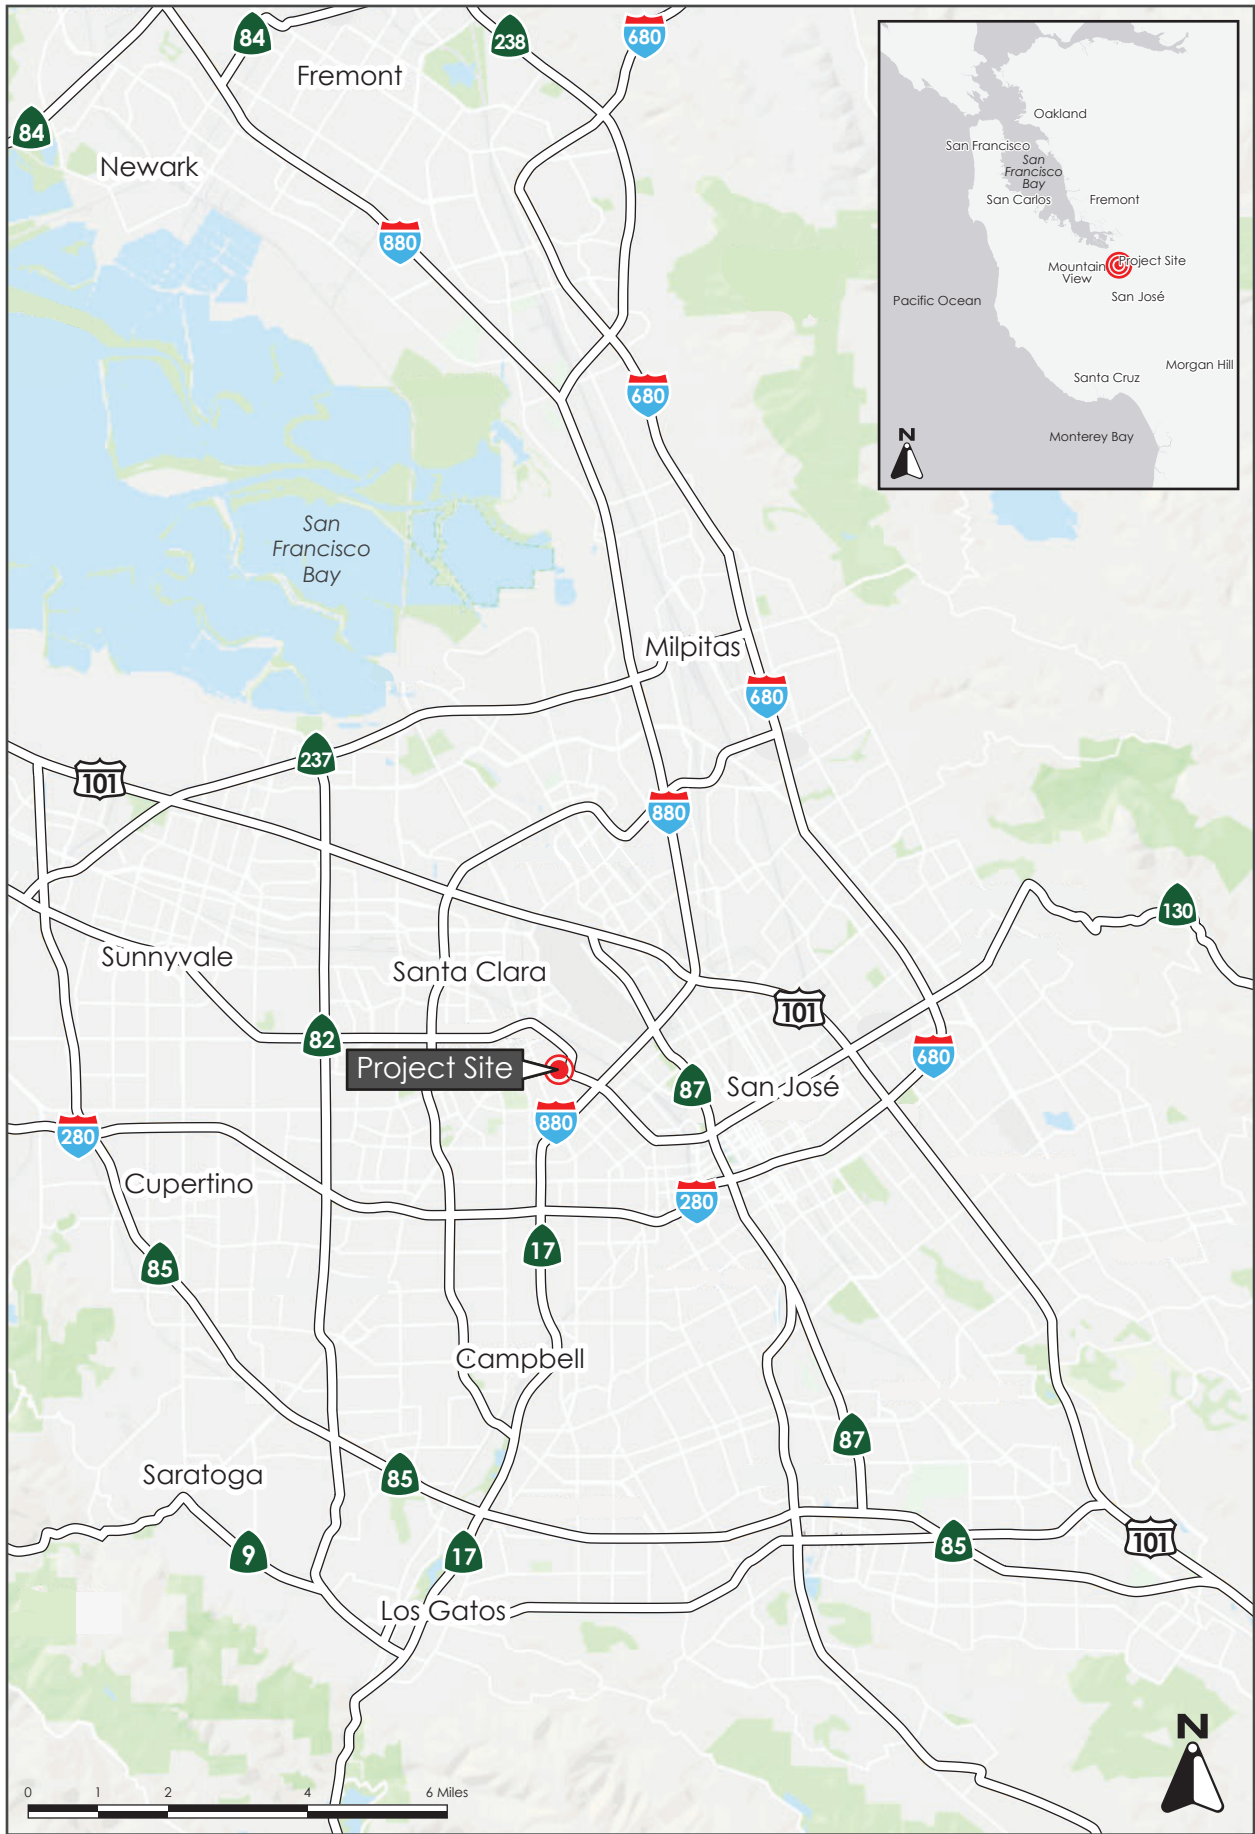 84
238
680
Fremont
84
Newark
880
Oakland
San Francisco
San
Francisco
Bay
San Carlos
Fremont
Project Site
Mountain
View
San José
Pacific Ocean
Morgan Hill
Santa Cruz
Monterey Bay
N
680
San
Francisco
Bay
Milpitas
680
237
101
880
130
Sunnyvale
Santa Clara
101
82
680
Project Site
87
San José
880
280
Cupertino
280
17
85
Campbell
87
Saratoga
85
101
9
17
85
Los Gatos
N
0
1
2
4
6 Miles